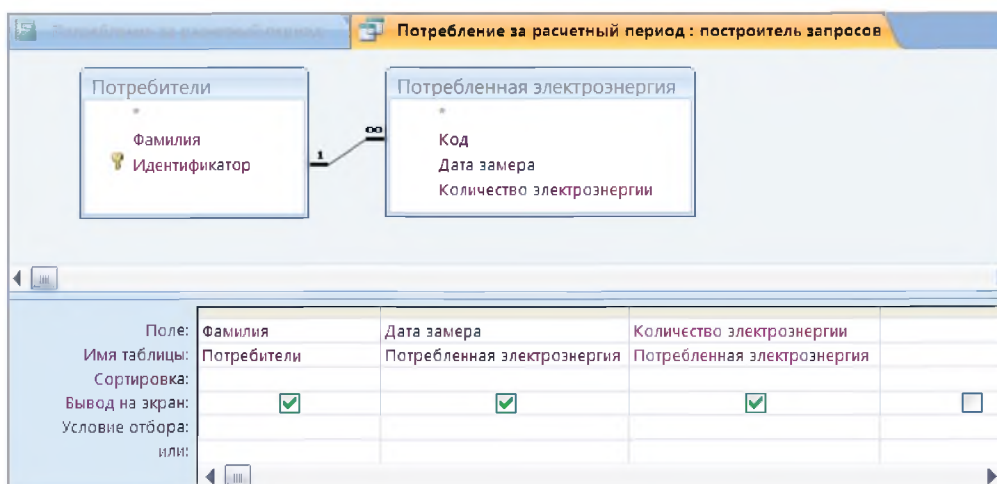 Потребление за расчетный период : построитель запросов
Потребители
*
Фамилия
Идентификатор
1
∞
Потребленная электроэнергия
*
Код
Дата замера
Количество электроэнергии
Поле: Фамилия Дата замера Количество электроэнергии
Имя таблицы: Потребители Потребленная электроэнергия Потребленная электроэнергия
Сортировка:
Вывод на экран:
Условие отбора:
или: